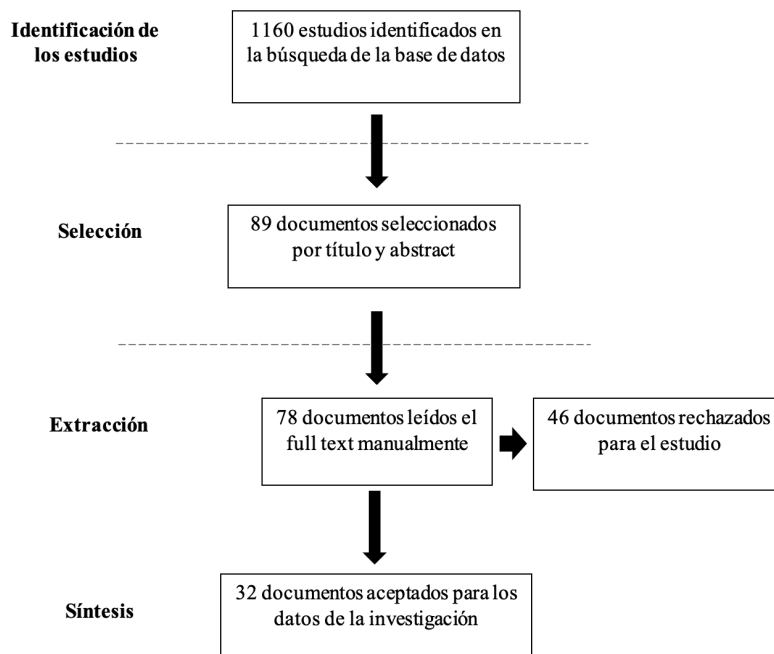 Identificación de
los estudios
1160 estudios identificados en
la búsqueda de la base de datos
Selección
89 documentos seleccionados
por título y abstract
Extracción
78 documentos leídos el
full text manualmente
46 documentos rechazados
para el estudio
Síntesis
32 documentos aceptados para los
datos de la investigación